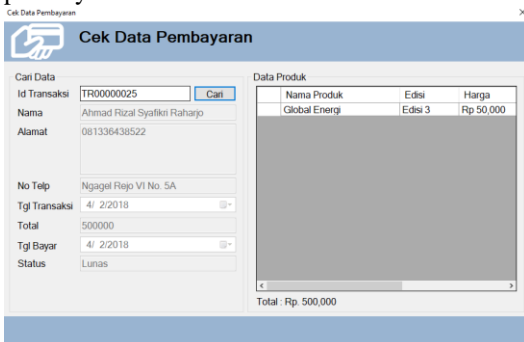 Cek Data Pembayaran
Cek Data Pembayaran
Cari Data
Id Transaksi TR00000025 Cari
Nama Ahmad Rizal Syafikri Raharjo
Alamat 081336438522
No Telp Ngagel Rejo VI No. 5A
Tgl Transaksi 4/ 2/2018
Total 500000
Tgl Bayar 4/ 2/2018
Status Lunas
Data Produk
Nama Produk Edisi Harga
Global Energi Edisi 3 Rp 50,000
Total : Rp. 500,000